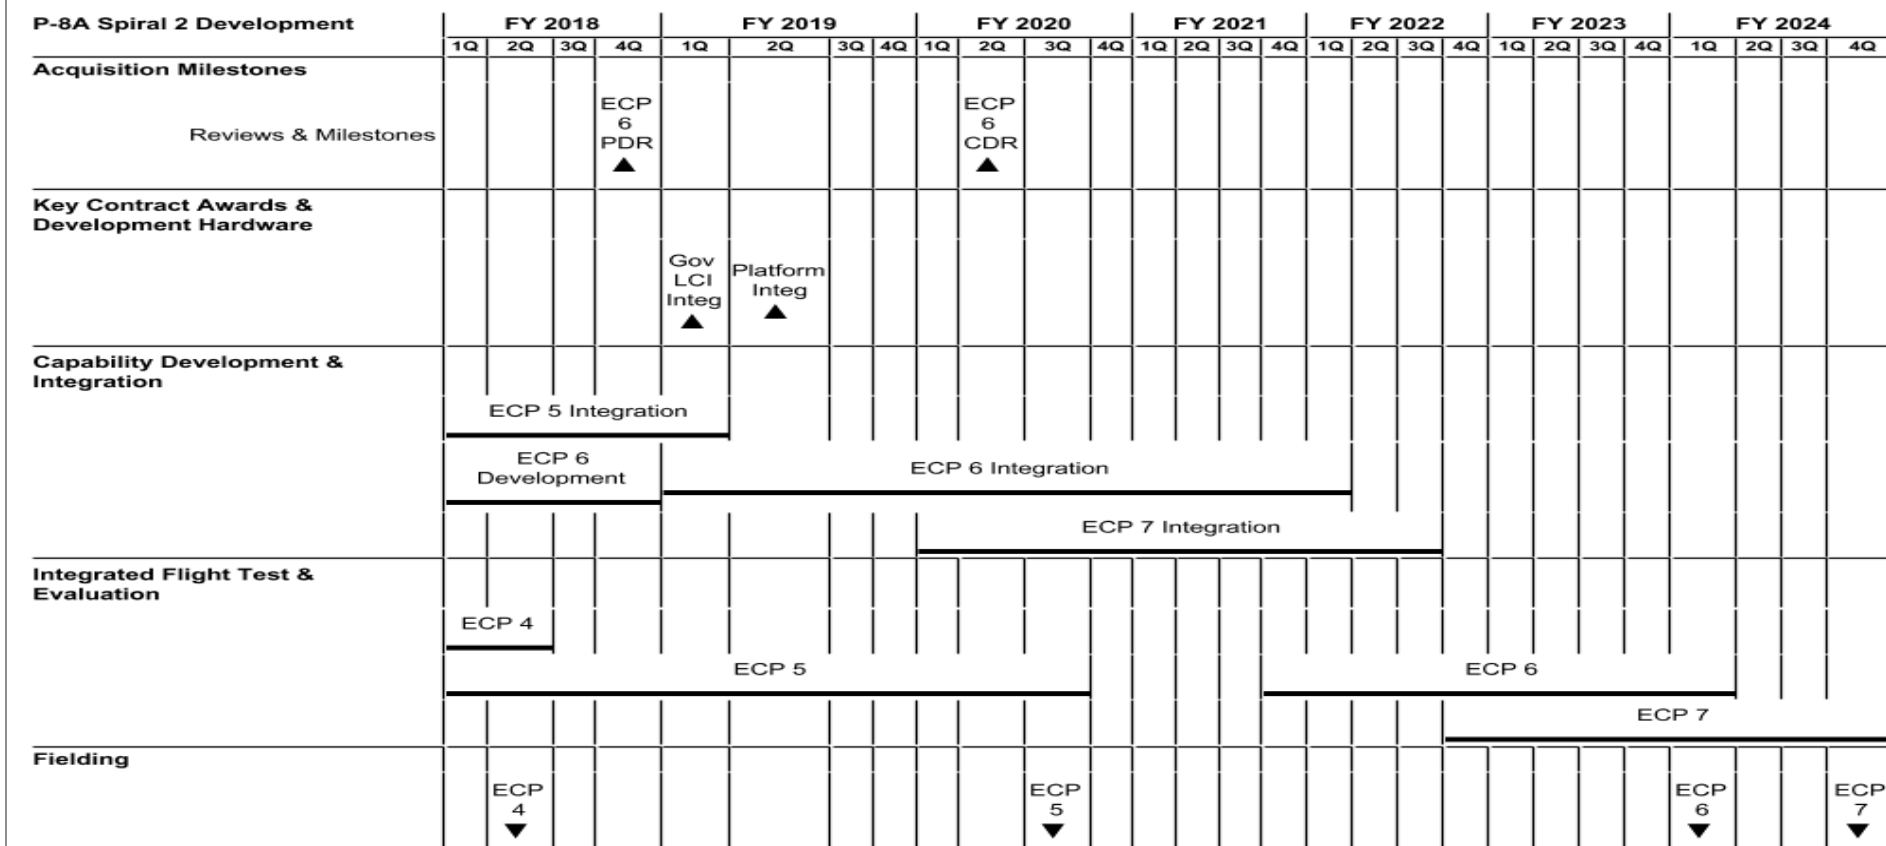 P-8A Spiral 2 Development FY 2018 FY 2019 FY 2020 FY 2021 FY 2022 FY 2023 FY 2024
1Q 2Q 3Q 4Q 1Q 2Q 3Q 4Q 1Q 2Q 3Q 4Q 1Q 2Q 3Q 4Q 1Q 2Q 3Q 4Q 1Q 2Q 3Q 4Q 1Q 2Q 3Q 4Q
Acquisition Milestones
Reviews & Milestones
ECP
6
PDR
ECP
6
CDR
Key Contract Awards &
Development Hardware
Gov
LCI
Integ
Platform
Integ
Capability Development &
Integration
ECP 5 Integration
ECP 6
Development
ECP 6 Integration
ECP 7 Integration
Integrated Flight Test &
Evaluation
ECP 4
ECP 5
ECP 6
ECP 7
Fielding
ECP
4
ECP
5
ECP
6
ECP
7